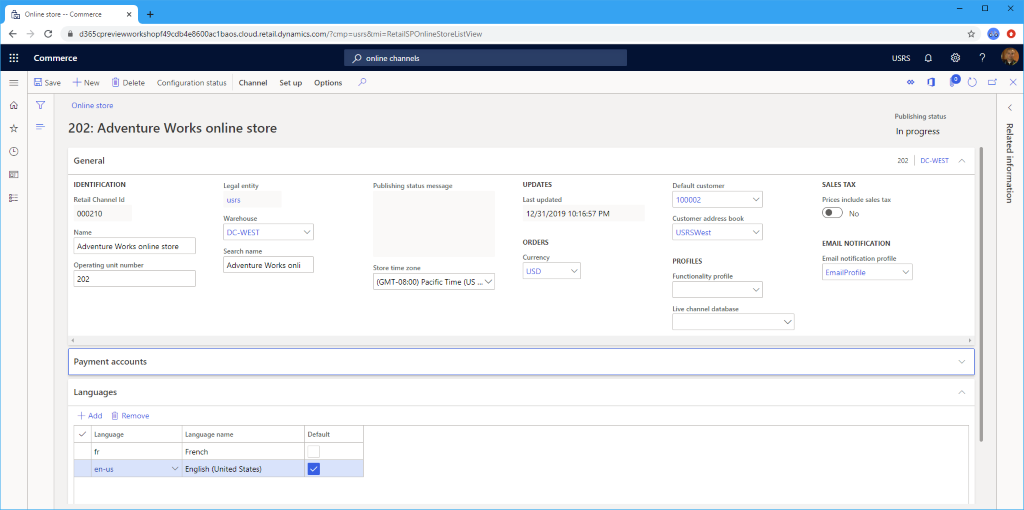 Online store -- Commerce
d365cpreviewworkshopf49cdb4e8600ac1baos.cloud.retail.dynamics.com/?cmp=usrs&mi=RetailSPOnlineStoreListView
Commerce
online channels
USRS
?
Save
New
Delete
Configuration status
Channel
Set up
Options
0
Online store
202: Adventure Works online store
Publishing status
In progress
Related information
General
202
DC-WEST
IDENTIFICATION
Retail Channel Id
000210
Name
Adventure Works online store
Operating unit number
202
Legal entity
usrs
Warehouse
DC-WEST
Search name
Adventure Works onli
Publishing status message
Store time zone
(GMT-08:00) Pacific Time (US ...
UPDATES
Last updated
12/31/2019 10:16:57 PM
ORDERS
Currency
USD
Default customer
100002
Customer address book
USRSWest
PROFILES
Functionality profile
Live channel database
SALES TAX
Prices include sales tax
No
EMAIL NOTIFICATION
Email notification profile
EmailProfile
Payment accounts
Languages
Add
Remove
Language
Language name
Default
fr
French
en-us
English (United States)